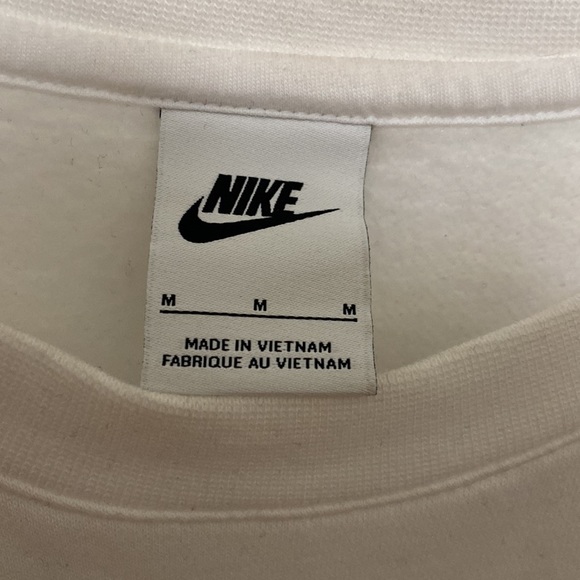 NIKE
M M M
MADE IN VIETNAM
FABRIQUE AU VIETNAM